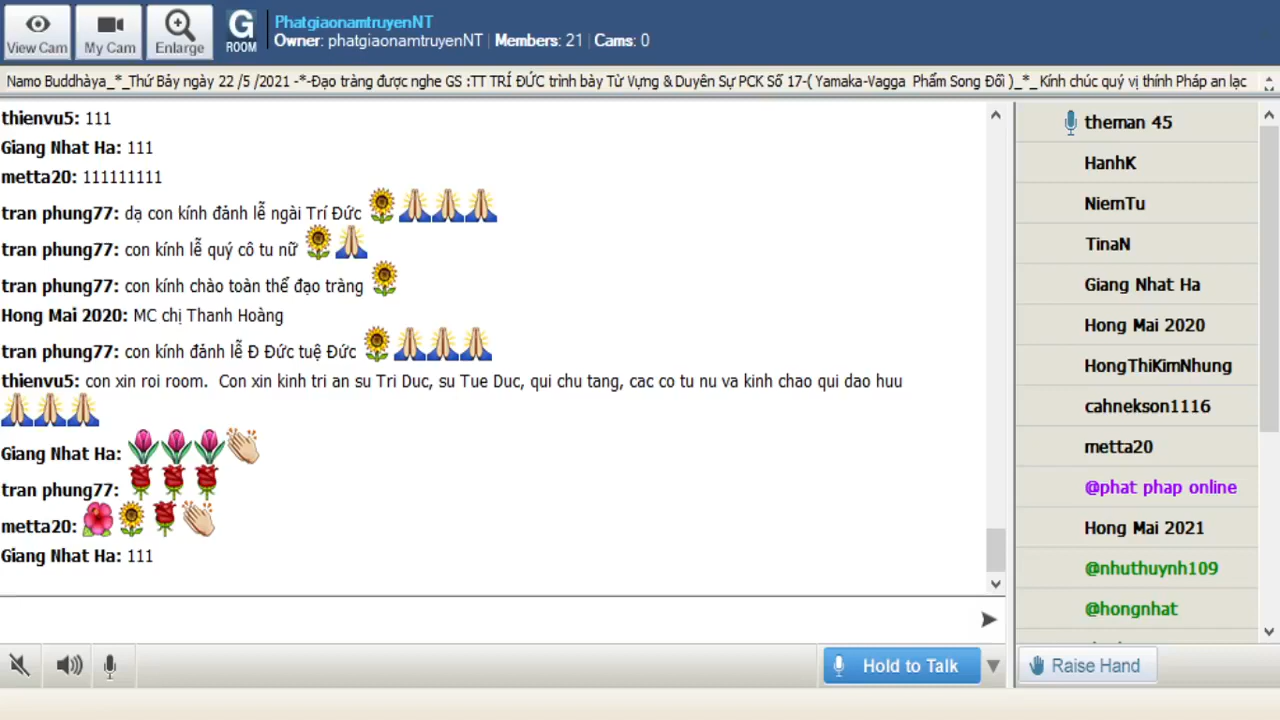 View Cam
My Cam
Enlarge
G
ROOM
PhatgiaonamtruyenNT
Owner: phatgiaonamtruyenNT | Members: 21 | Cams: 0
Namo Buddhàya_*_Thứ Bảy ngày 22 /5 /2021 -*-Đạo tràng được nghe GS :TT TRÍ ĐỨC trình bày Từ Vựng & Duyên Sự PCK Số 17-( Yamaka-Vagga Phẩm Song Đối )_*_ Kính chúc quý vị thính Pháp an lạc
thienvu5: 111
Giang Nhat Ha: 111
metta20: 111111111
tran phung77: dạ con kính đảnh lễ ngài Trí Đức 🌻🙏🙏🙏
tran phung77: con kính lễ quý cô tu nữ 🌻🙏
tran phung77: con kính chào toàn thể đạo tràng 🌻
Hong Mai 2020: MC chị Thanh Hoàng
tran phung77: con kính đảnh lễ Đ Đức tuệ Đức 🌻🙏🙏🙏
thienvu5: con xin roi room. Con xin kinh tri an su Tri Duc, su Tue Duc, qui chu tang, cac co tu nu va kinh chao qui dao huu
🙏🙏🙏
Giang Nhat Ha: 🌷🌷🌷👏
tran phung77: 🌹🌹🌹
metta20: 🌺🌻🌹👏
Giang Nhat Ha: 111
theman 45
HanhK
NiemTu
TinaN
Giang Nhat Ha
Hong Mai 2020
HongThiKimNhung
cahnekson1116
metta20
@phat phap online
Hong Mai 2021
@nhuthuynh109
@hongnhat
Hold to Talk
Raise Hand